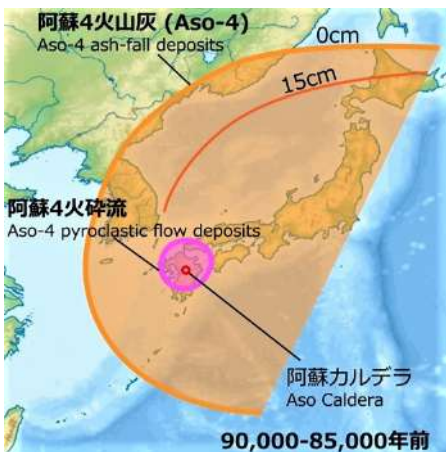 阿蘇4火山灰 (Aso-4)
Aso-4 ash-fall deposits
0cm
15cm
阿蘇4火砕流
Aso-4 pyroclastic flow deposits
阿蘇カルデラ
Aso Caldera
90,000-85,000年前